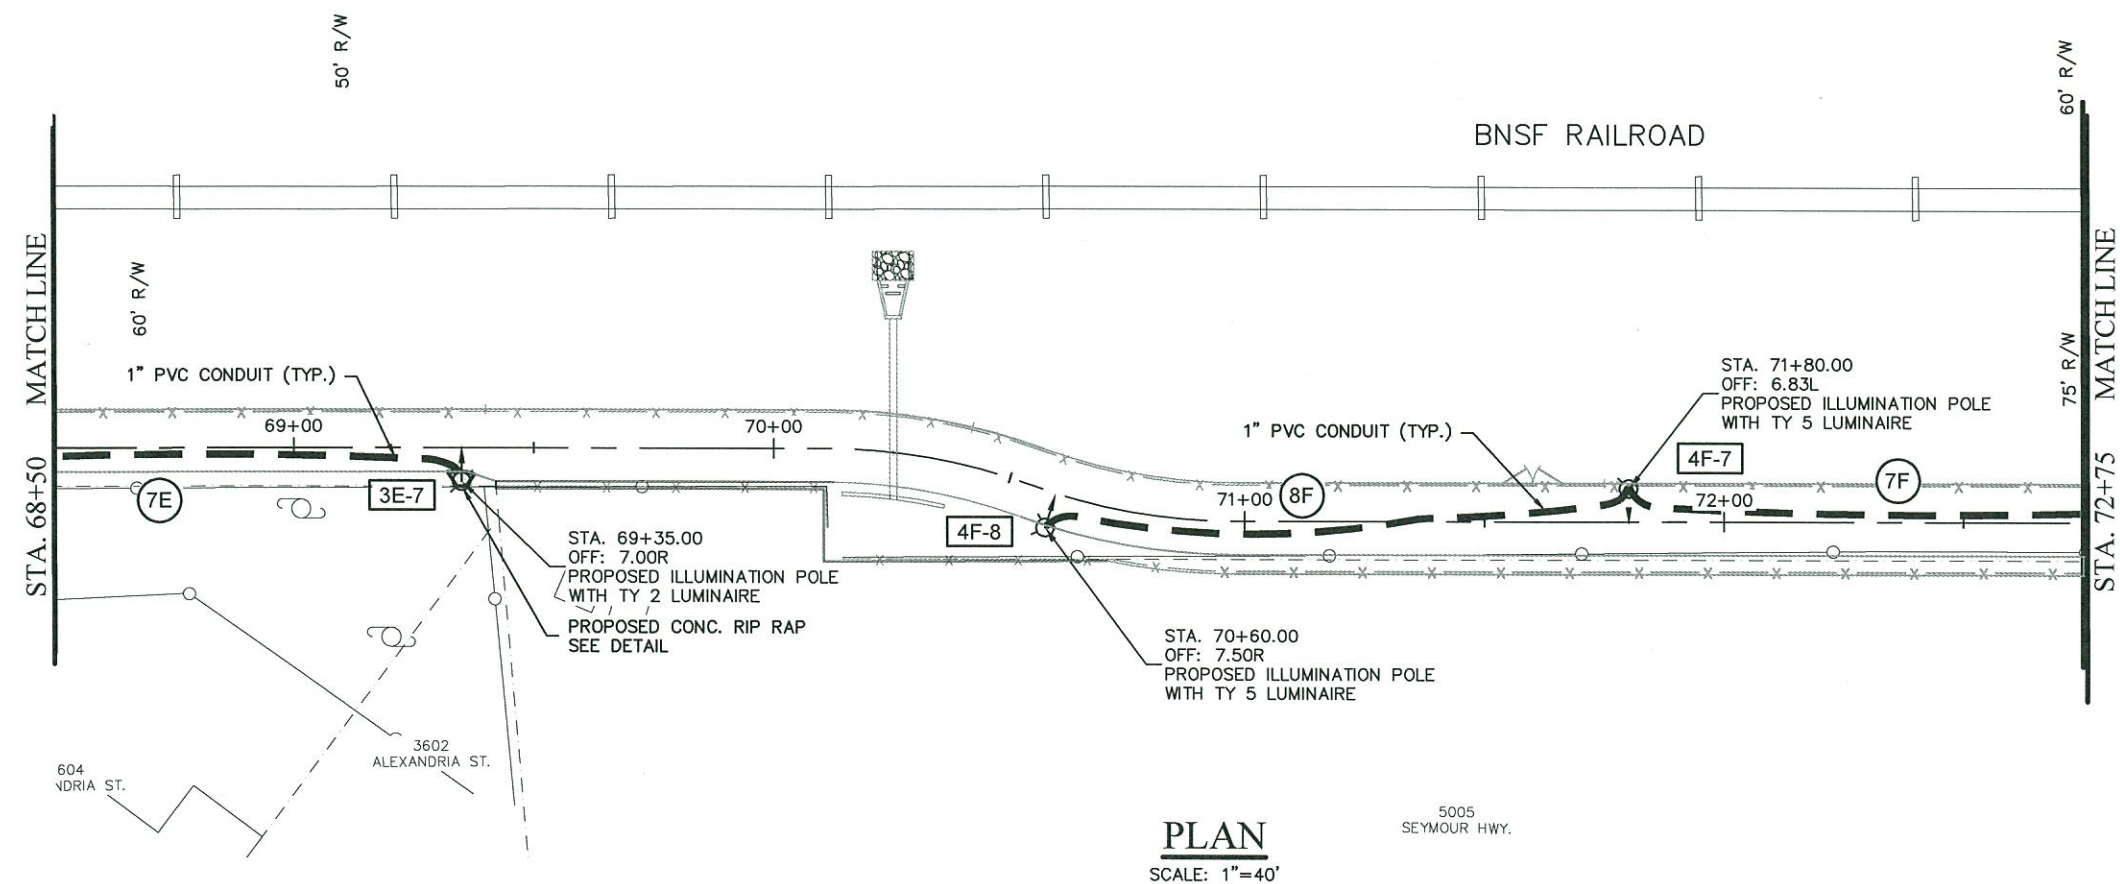 50' R/W
60' R/W
BNSF RAILROAD
MATCH LINE
STA. 68+50
60' R/W
1" PVC CONDUIT (TYP.)
69+00
70+00
7E
3E-7
STA. 69+35.00
OFF: 7.00R
PROPOSED ILLUMINATION POLE
WITH TY 2 LUMINAIRE
PROPOSED CONC. RIP RAP
SEE DETAIL
4F-8
STA. 70+60.00
OFF: 7.50R
PROPOSED ILLUMINATION POLE
WITH TY 5 LUMINAIRE
1" PVC CONDUIT (TYP.)
71+00
8F
STA. 71+80.00
OFF: 6.83L
PROPOSED ILLUMINATION POLE
WITH TY 5 LUMINAIRE
4F-7
72+00
7F
75' R/W
MATCH LINE
STA. 72+75
3602
ALEXANDRIA ST.
604
NDRIA ST.
5005
SEYMOUR HWY.
PLAN
SCALE: 1"=40'